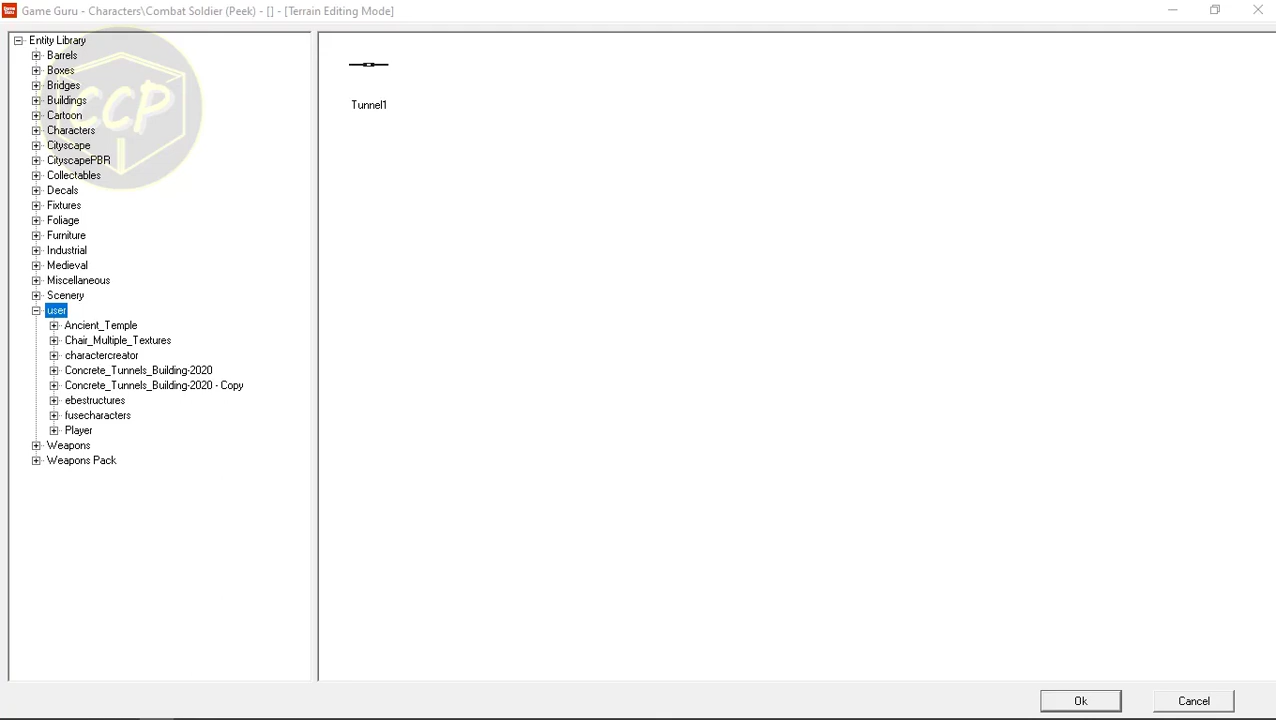 Game Guru - Characters\Combat Soldier (Peek) - [] - [Terrain Editing Mode]
Entity Library
Barrels
Boxes
Bridges
Buildings
Cartoon
Characters
Cityscape
CityscapePBR
Collectables
Decals
Fixtures
Foliage
Furniture
Industrial
Medieval
Miscellaneous
Scenery
user
Ancient_Temple
Chair_Multiple_Textures
charactercreator
Concrete_Tunnels_Building-2020
Concrete_Tunnels_Building-2020 - Copy
ebestructures
fusecharacters
Player
Weapons
Weapons Pack
CCP
Tunnel1
Ok
Cancel